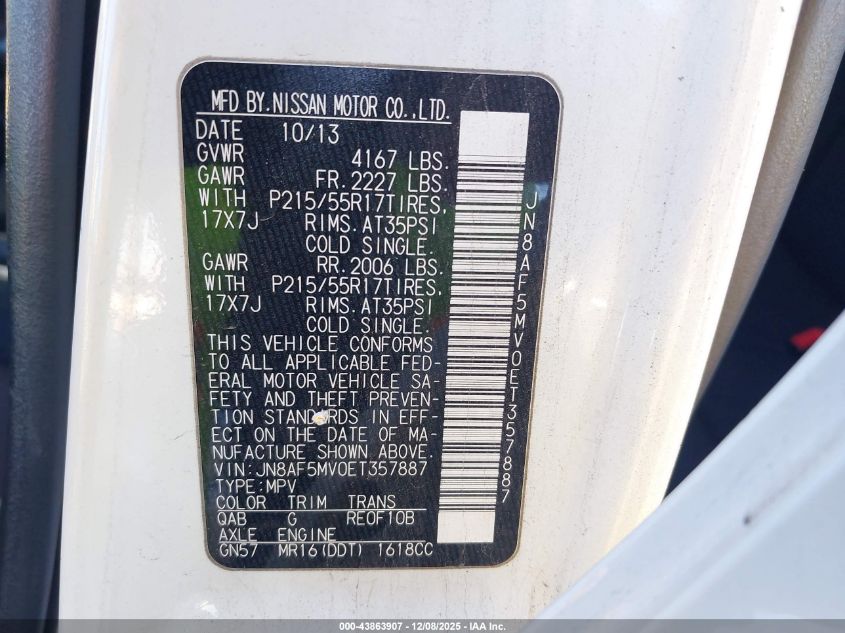 MFD BY. NISSAN MOTOR CO.,LTD.
DATE 10/13
GVWR 4167 LBS.
GAWR FR. 2227 LBS.
WITH P215/55R17TIRES,
17X7J RIMS. AT35PSI
COLD SINGLE.
GAWR RR. 2006 LBS.
WITH P215/55R17TIRES,
17X7J RIMS. AT35PSI
COLD SINGLE.
THIS VEHICLE CONFORMS
TO ALL APPLICABLE FED-
ERAL MOTOR VEHICLE SA-
FETY AND THEFT PREVEN-
TION STANDARDS IN EFF-
ECT ON THE DATE OF MA-
NUFACTURE SHOWN ABOVE.
VIN:JN8AF5MV0ET357887
TYPE:MPV
COLOR TRIM TRANS
QAB G RE0F10B
AXLE ENGINE
GN57 MR16(DDT) 1618CC
JN8AF5MV0ET357887
000-43863907 - 12/08/2025 - IAA Inc.